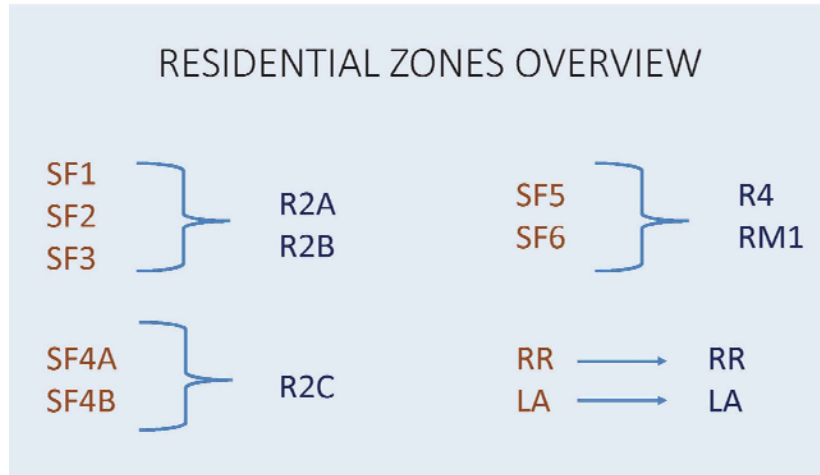 RESIDENTIAL ZONES OVERVIEW
SF1
SF2
SF3
R2A
R2B
SF4A
SF4B
R2C
SF5
SF6
R4
RM1
RR RR
LA LA